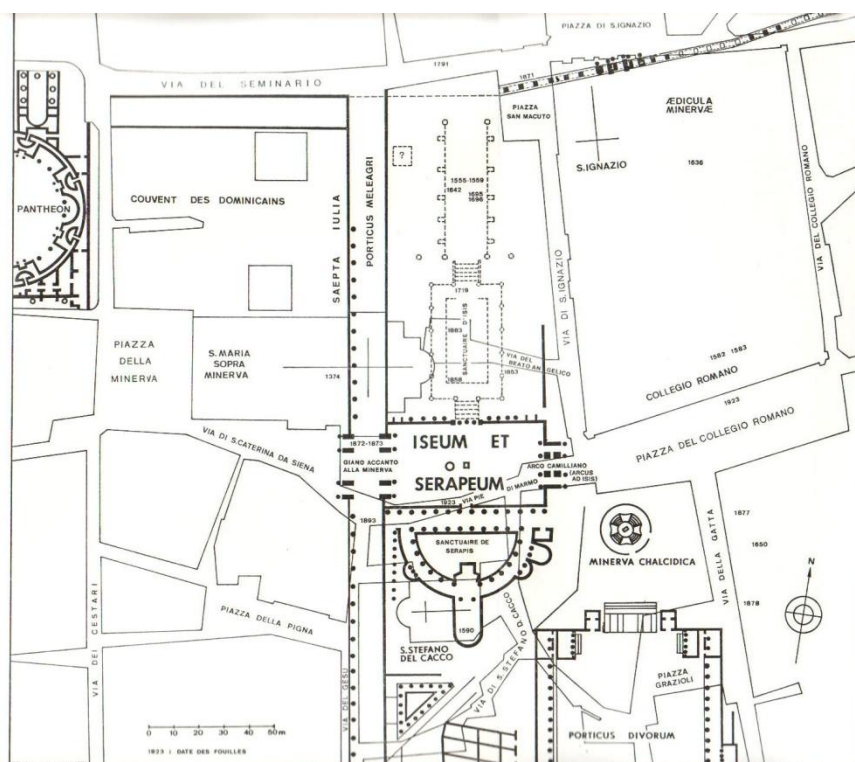 PIAZZA DI S.IGNAZIO
1791
1871
VIA DEL SEMINARIO
PIAZZA
SAN MACUTO
ÆDICULA
MINERVÆ
S.IGNAZIO
1636
?
1555-1559
1642
1695
1696
PANTHEON
COUVENT DES DOMINICAINS
SAEPTA IULIA
PORTICUS MELEAGRI
VIA DI S.IGNAZIO
VIA DEL COLLEGIO ROMANO
1719
SANCTUAIRE D'ISIS
1883
1858
1853
VIA DEL
BEATO ANGELICO
PIAZZA
DELLA
MINERVA
S.MARIA
SOPRA
MINERVA
1374
1582 1583
COLLEGIO ROMANO
1923
PIAZZA DEL COLLEGIO ROMANO
VIA DI S.CATERINA DA SIENA
1872-1873
GIANO ACCANTO
ALLA MINERVA
ISEUM ET
SERAPEUM
ARCO CAMILLIANO
(ARCUS
AD ISIS)
1923
VIA PIE DI MARMO
1893
SANCTUAIRE DE
SERAPIS
MINERVA CHALCIDICA
VIA DELLA GATTA
1877
1850
1878
N
VIA DEI CESTARI
PIAZZA DELLA PIGNA
1590
S.STEFANO
DEL CACCO
VIA DI S.STEFANO D.CACCO
VIA DEL GESU
PIAZZA
GRAZIOLI
PORTICUS DIVORUM
0 10 20 30 40 50m
1923 : DATE DES FOUILLES